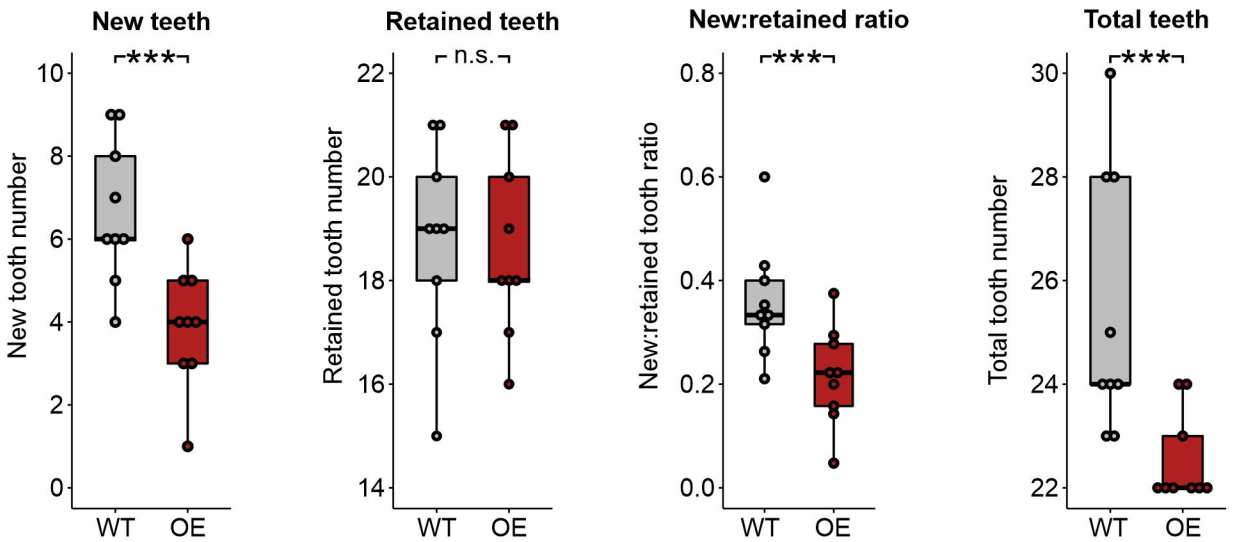 New teeth
***
New tooth number
10
8
6
4
2
0
WT OE
Retained teeth
n.s.
Retained tooth number
22
20
18
16
14
WT OE
New:retained ratio
***
New:retained tooth ratio
0.8
0.6
0.4
0.2
0.0
WT OE
Total teeth
***
Total tooth number
30
28
26
24
22
WT OE